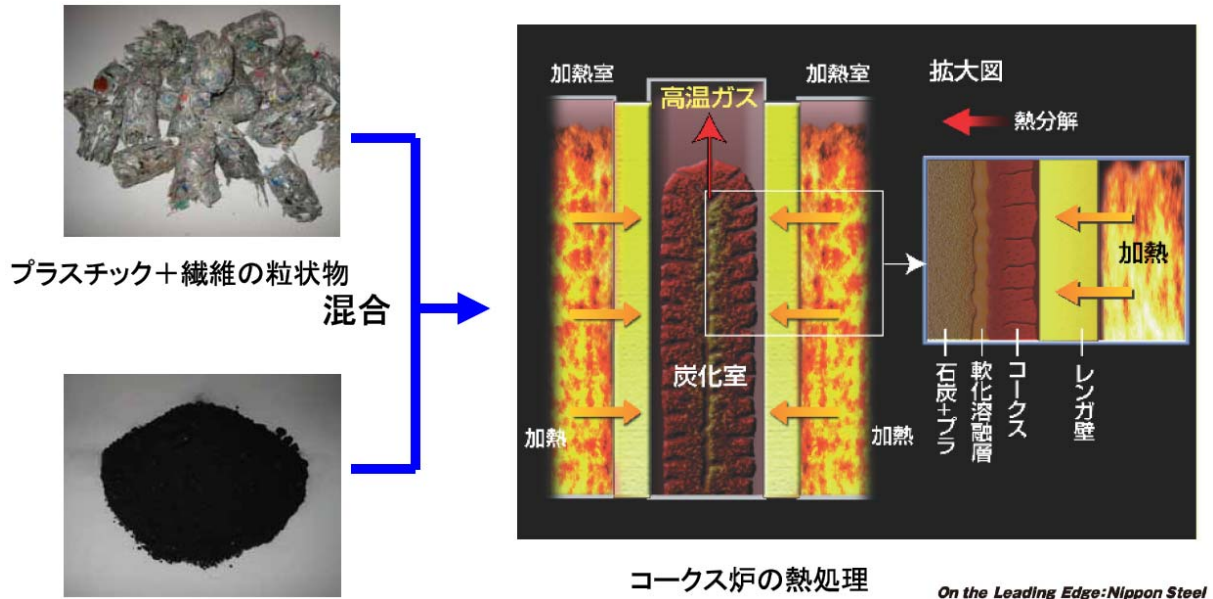 プラスチック＋繊維の粒状物
混合
加熱室
高温ガス
加熱室
炭化室
加熱
加熱
拡大図
熱分解
加熱
石炭+プラ
軟化溶融層
コークス
レンガ壁
コークス炉の熱処理
On the Leading Edge:Nippon Steel